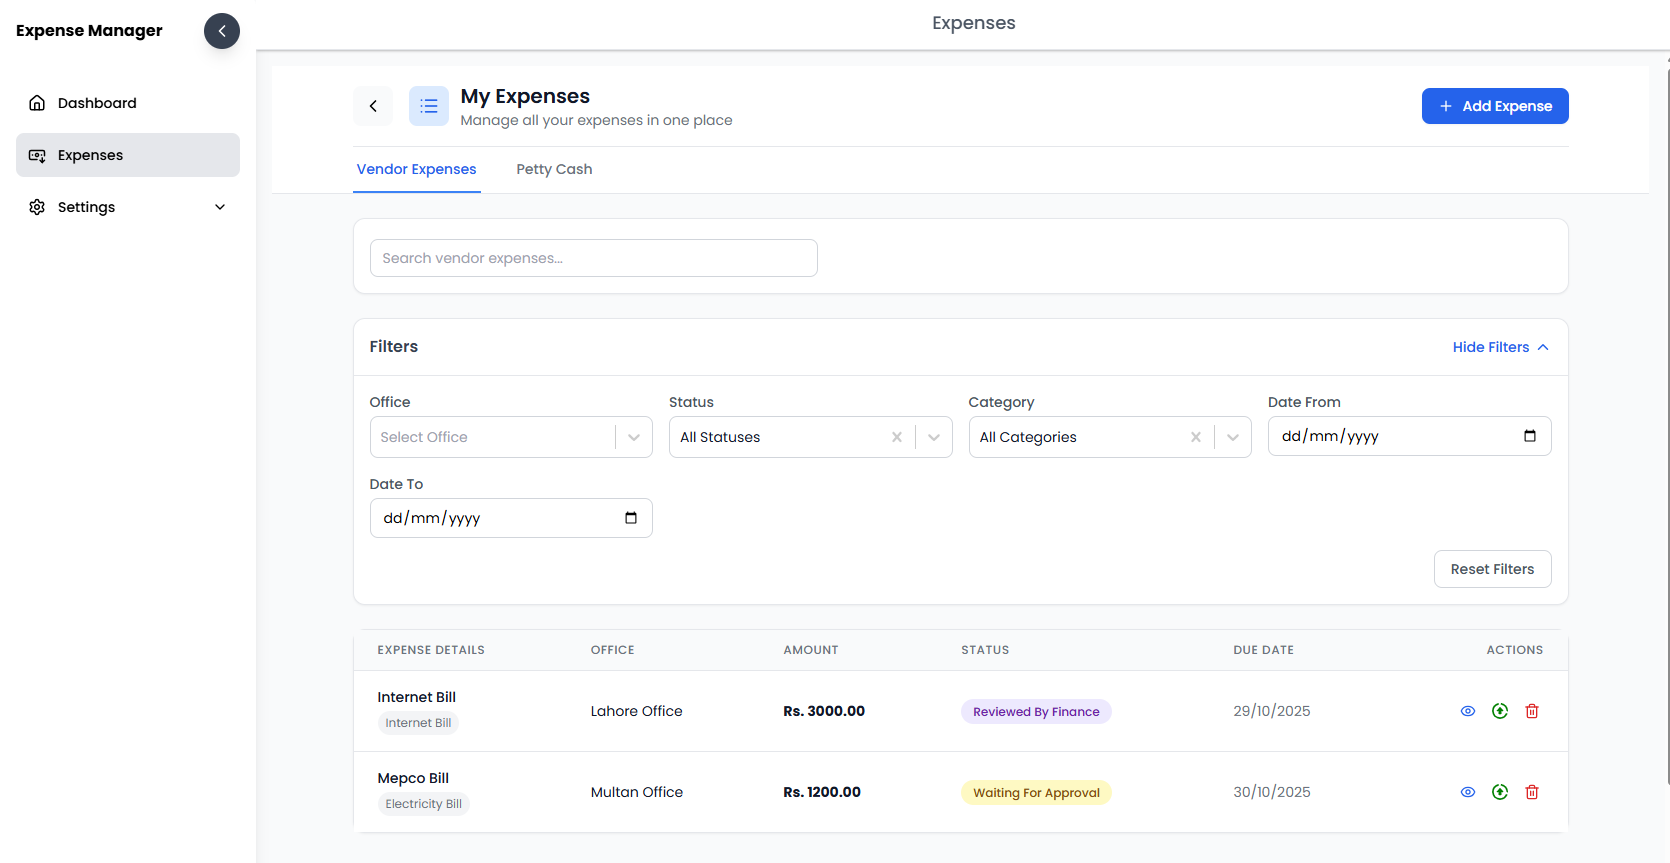 Expense Manager
Expenses
Dashboard
Expenses
Settings
My Expenses
Manage all your expenses in one place
Add Expense
Vendor Expenses Petty Cash
Search vendor expenses...
Filters
Hide Filters
Office Status Category Date From
Select Office All Statuses All Categories dd/mm/yyyy
Date To
dd/mm/yyyy
Reset Filters
EXPENSE DETAILS OFFICE AMOUNT STATUS DUE DATE ACTIONS
Internet Bill
Internet Bill
Lahore Office Rs. 3000.00 Reviewed By Finance 29/10/2025
Mepco Bill
Electricity Bill
Multan Office Rs. 1200.00 Waiting For Approval 30/10/2025